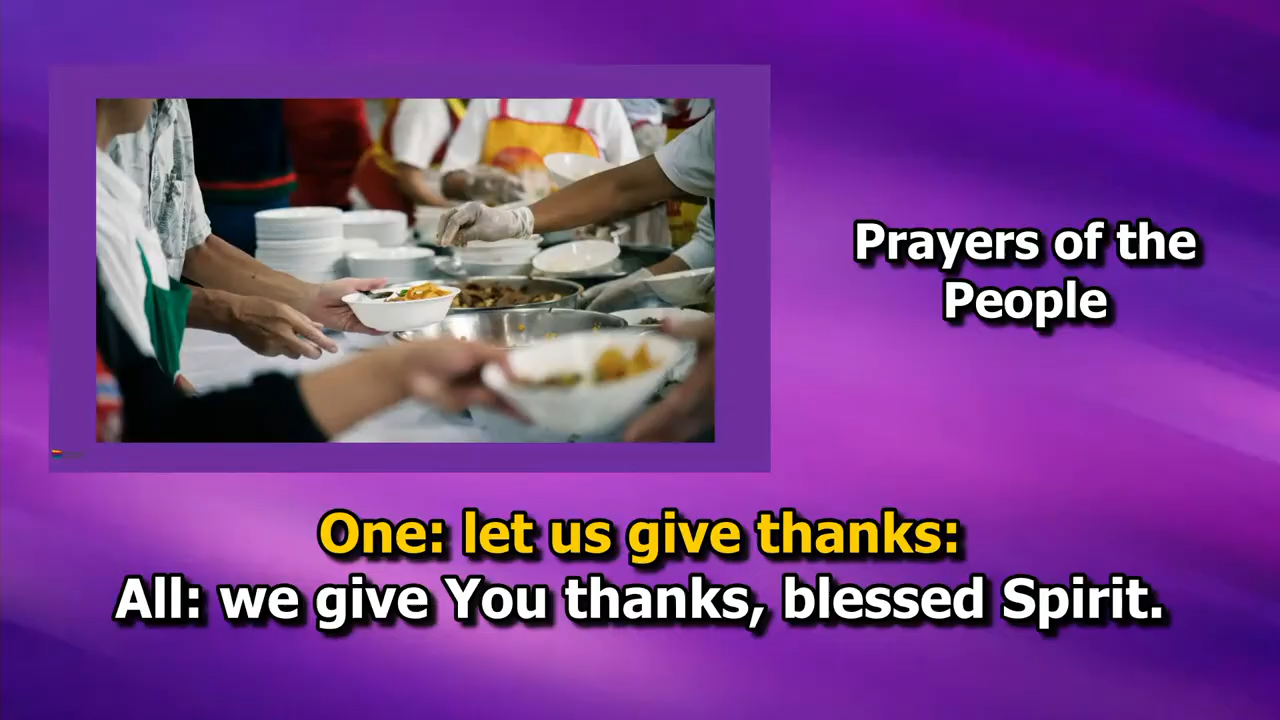 Prayers of the
People
One: let us give thanks:
All: we give You thanks, blessed Spirit.